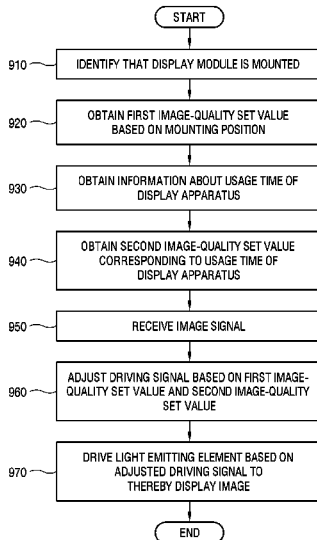 START
910
IDENTIFY THAT DISPLAY MODULE IS MOUNTED
920
OBTAIN FIRST IMAGE-QUALITY SET VALUE
BASED ON MOUNTING POSITION
930
OBTAIN INFORMATION ABOUT USAGE TIME OF
DISPLAY APPARATUS
940
OBTAIN SECOND IMAGE-QUALITY SET VALUE
CORRESPONDING TO USAGE TIME OF
DISPLAY APPARATUS
950
RECEIVE IMAGE SIGNAL
960
ADJUST DRIVING SIGNAL BASED ON FIRST IMAGE-
QUALITY SET VALUE AND SECOND IMAGE-QUALITY
SET VALUE
970
DRIVE LIGHT EMITTING ELEMENT BASED ON
ADJUSTED DRIVING SIGNAL TO
THEREBY DISPLAY IMAGE
END